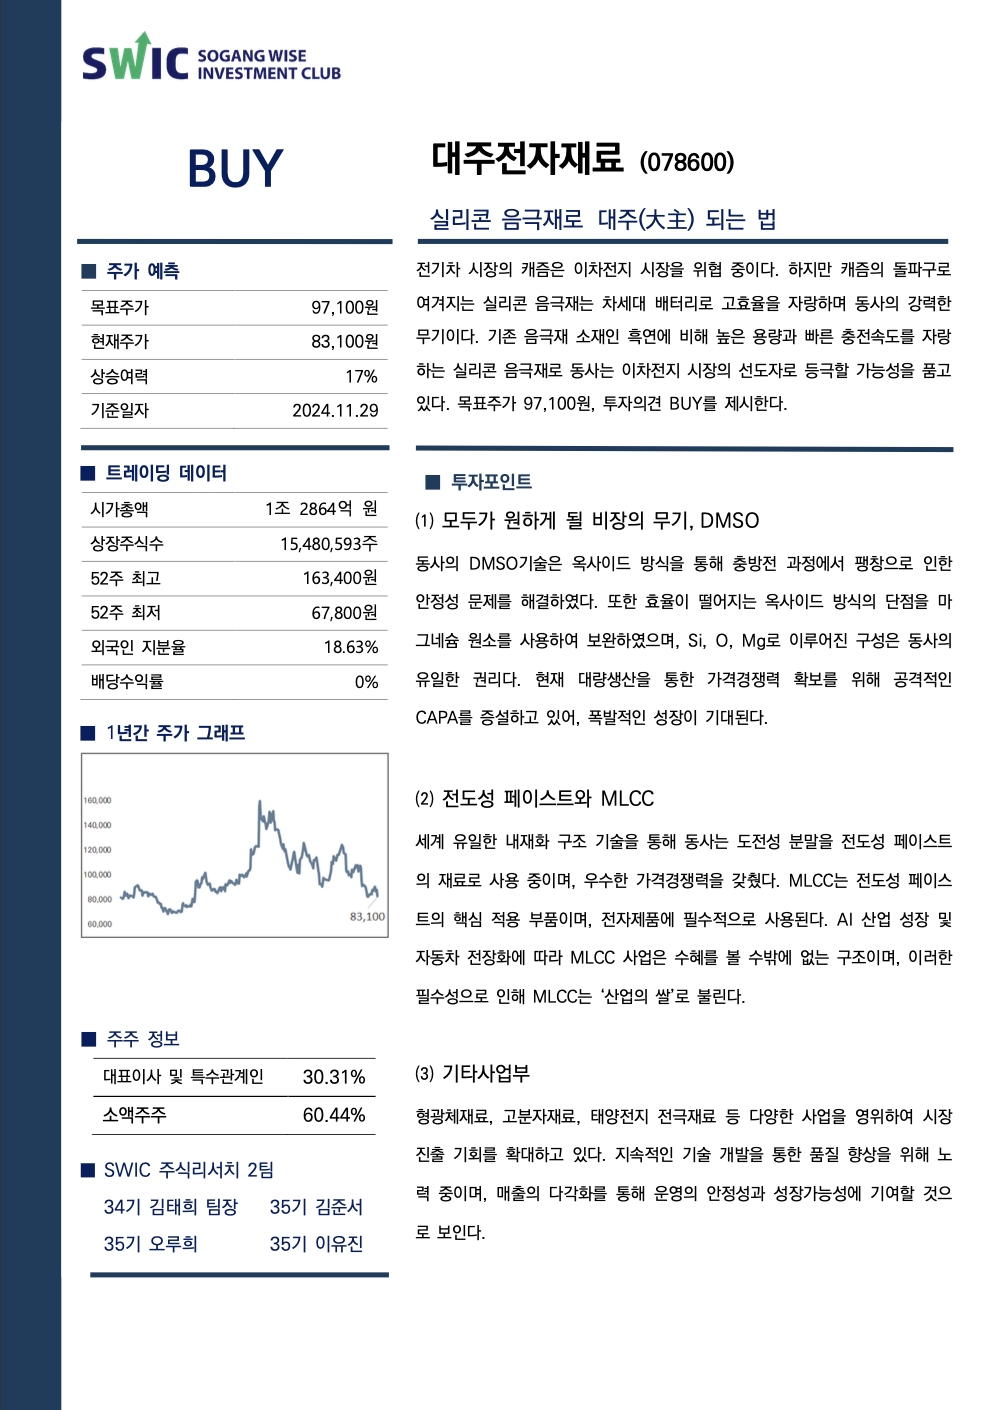 SWIC SOGANG WISE
INVESTMENT CLUB
BUY
대주전자재료 (078600)
실리콘 음극재로 대주(大主) 되는 법
■ 주가 예측
목표주가 97,100원
현재주가 83,100원
상승여력 17%
기준일자 2024.11.29
■ 트레이딩 데이터
시가총액 1조 2864억 원
상장주식수 15,480,593주
52주 최고 163,400원
52주 최저 67,800원
외국인 지분율 18.63%
배당수익률 0%
■ 1년간 주가 그래프
160,000
140,000
120,000
100,000
80,000
60,000
83,100
■ 주주 정보
대표이사 및 특수관계인 30.31%
소액주주 60.44%
■ SWIC 주식리서치 2팀
34기 김태희 팀장 35기 김준서
35기 오루희 35기 이유진
전기차 시장의 캐즘은 이차전지 시장을 위협 중이다. 하지만 캐즘의 돌파구로
여겨지는 실리콘 음극재는 차세대 배터리로 고효율을 자랑하며 동사의 강력한
무기이다. 기존 음극재 소재인 흑연에 비해 높은 용량과 빠른 충전속도를 자랑
하는 실리콘 음극재로 동사는 이차전지 시장의 선도자로 등극할 가능성을 품고
있다. 목표주가 97,100원, 투자의견 BUY를 제시한다.
■ 투자포인트
(1) 모두가 원하게 될 비장의 무기, DMSO
동사의 DMSO기술은 옥사이드 방식을 통해 충방전 과정에서 팽창으로 인한
안정성 문제를 해결하였다. 또한 효율이 떨어지는 옥사이드 방식의 단점을 마
그네슘 원소를 사용하여 보완하였으며, Si, O, Mg로 이루어진 구성은 동사의
유일한 권리다. 현재 대량생산을 통한 가격경쟁력 확보를 위해 공격적인
CAPA를 증설하고 있어, 폭발적인 성장이 기대된다.
(2) 전도성 페이스트와 MLCC
세계 유일한 내재화 구조 기술을 통해 동사는 도전성 분말을 전도성 페이스트
의 재료로 사용 중이며, 우수한 가격경쟁력을 갖췄다. MLCC는 전도성 페이스
트의 핵심 적용 부품이며, 전자제품에 필수적으로 사용된다. AI 산업 성장 및
자동차 전장화에 따라 MLCC 사업은 수혜를 볼 수밖에 없는 구조이며, 이러한
필수성으로 인해 MLCC는 ‘산업의 쌀’로 불린다.
(3) 기타사업부
형광체재료, 고분자재료, 태양전지 전극재료 등 다양한 사업을 영위하여 시장
진출 기회를 확대하고 있다. 지속적인 기술 개발을 통한 품질 향상을 위해 노
력 중이며, 매출의 다각화를 통해 운영의 안정성과 성장가능성에 기여할 것으
로 보인다.